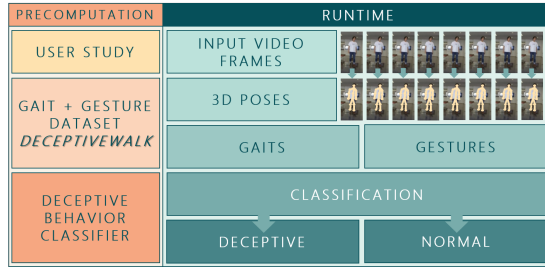 PRECOMPUTATION
RUNTIME
USER STUDY
INPUT VIDEO
FRAMES
3D POSES
GAIT + GESTURE
DATASET
DECEPTIVEWALK
GAITS
GESTURES
DECEPTIVE
BEHAVIOR
CLASSIFIER
CLASSIFICATION
DECEPTIVE
NORMAL